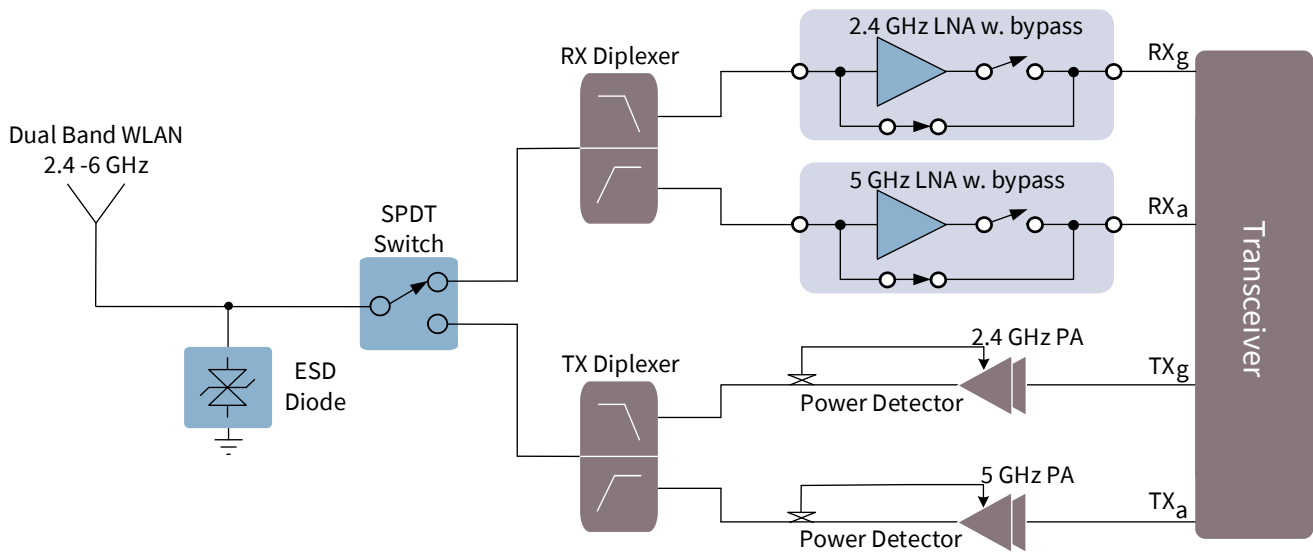 Dual Band WLAN
2.4 -6 GHz
ESD
Diode
SPDT
Switch
RX Diplexer
TX Diplexer
2.4 GHz LNA w. bypass
5 GHz LNA w. bypass
2.4 GHz PA
Power Detector
5 GHz PA
Power Detector
RXg
RXa
TXg
TXa
Transceiver